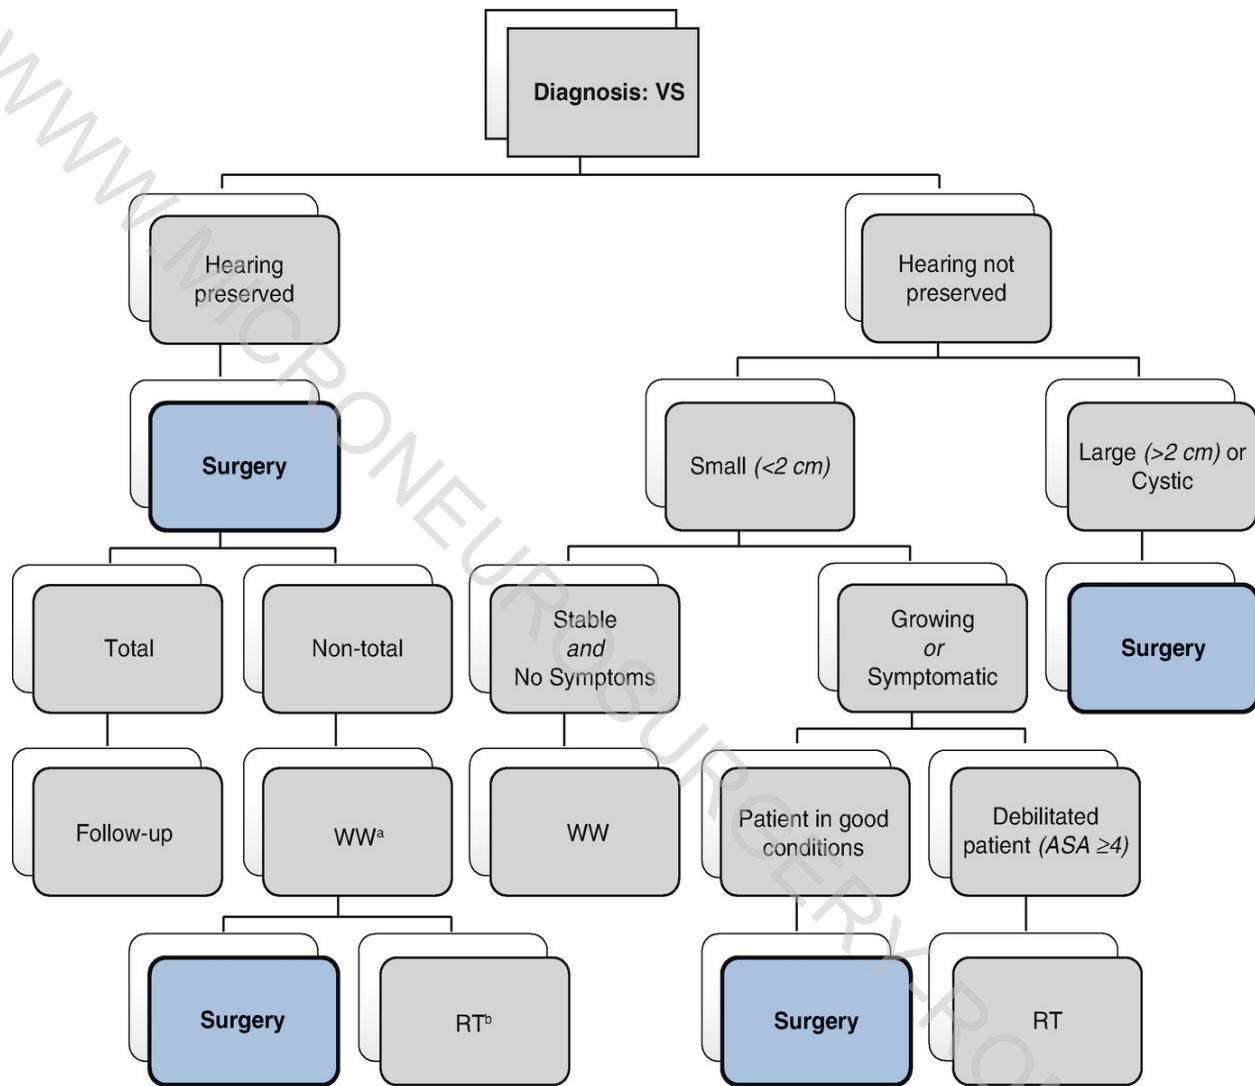 Diagnosis: VS
Hearing
preserved
Hearing not
preserved
Surgery
Small (<2 cm)
Large (>2 cm) or
Cystic
Total
Non-total
Stable
and
No Symptoms
Growing
or
Symptomatic
Surgery
Follow-up
WWᵃ
WW
Patient in good
conditions
Debilitated
patient (ASA ≥4)
Surgery
RTᵇ
Surgery
RT
WWW.MICRONEUROSURGERY-RO